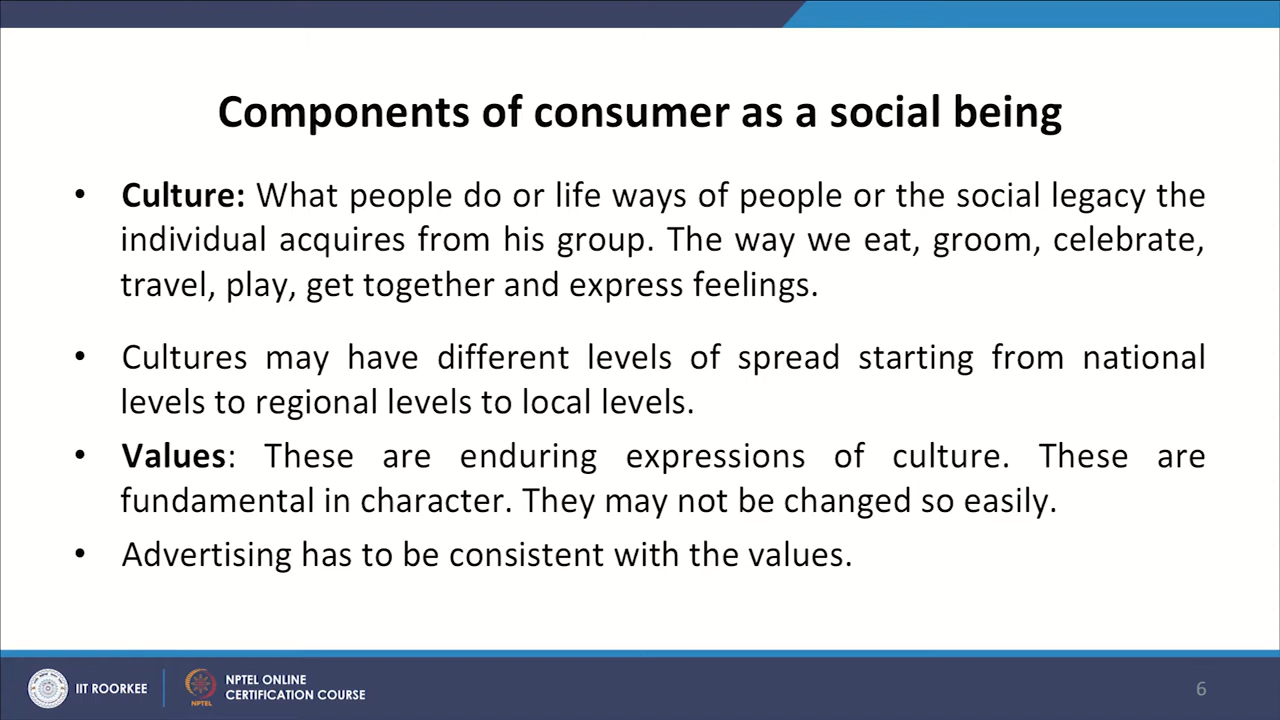 Components of consumer as a social being
• Culture: What people do or life ways of people or the social legacy the
individual acquires from his group. The way we eat, groom, celebrate,
travel, play, get together and express feelings.
• Cultures may have different levels of spread starting from national
levels to regional levels to local levels.
• Values: These are enduring expressions of culture. These are
fundamental in character. They may not be changed so easily.
• Advertising has to be consistent with the values.
IIT ROORKEE
NPTEL
NPTEL ONLINE
CERTIFICATION COURSE
6